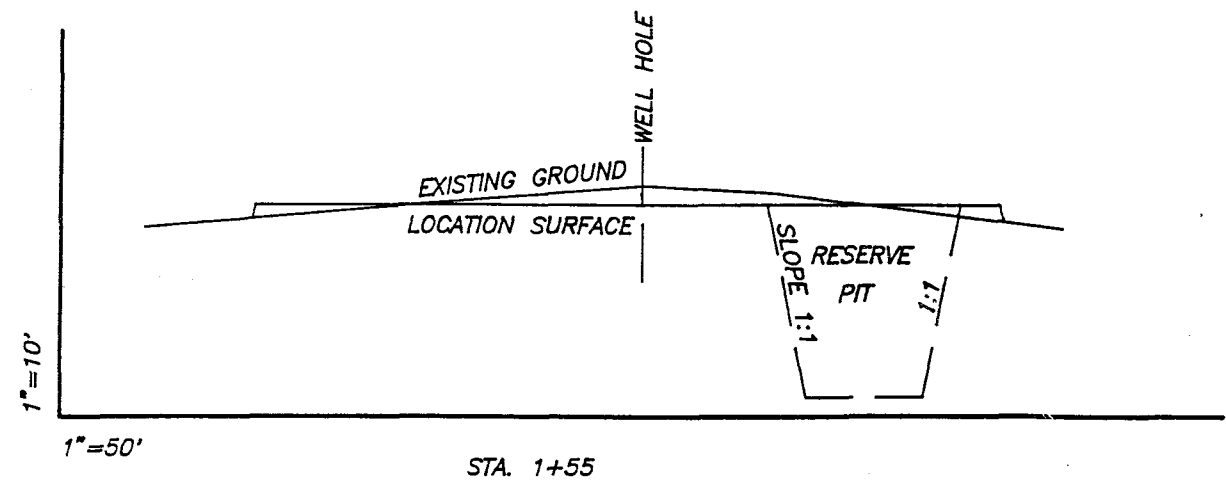 WELL HOLE
EXISTING GROUND
LOCATION SURFACE
SLOPE 1:1
RESERVE
PIT
1:1
1"=10'
1"=50'
STA. 1+55